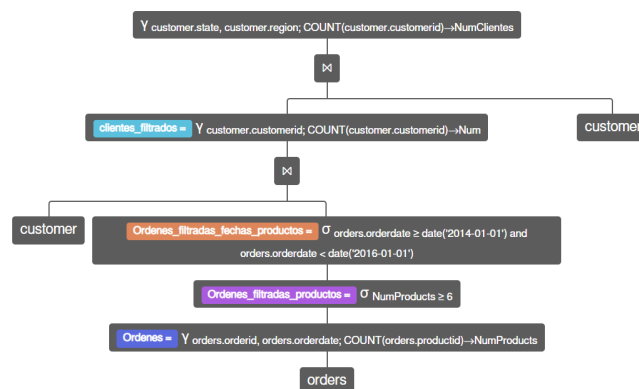 γ customer.state, customer.region; COUNT(customer.customerid)→NumClientes
⋈
clientes_filtrados = γ customer.customerid; COUNT(customer.customerid)→Num
customer
⋈
customer
Ordenes_filtradas_fechas_productos = σ orders.orderdate ≥ date('2014-01-01') and
orders.orderdate < date('2016-01-01')
Ordenes_filtradas_productos = σ NumProducts ≥ 6
Ordenes = γ orders.orderid, orders.orderdate; COUNT(orders.productid)→NumProducts
orders